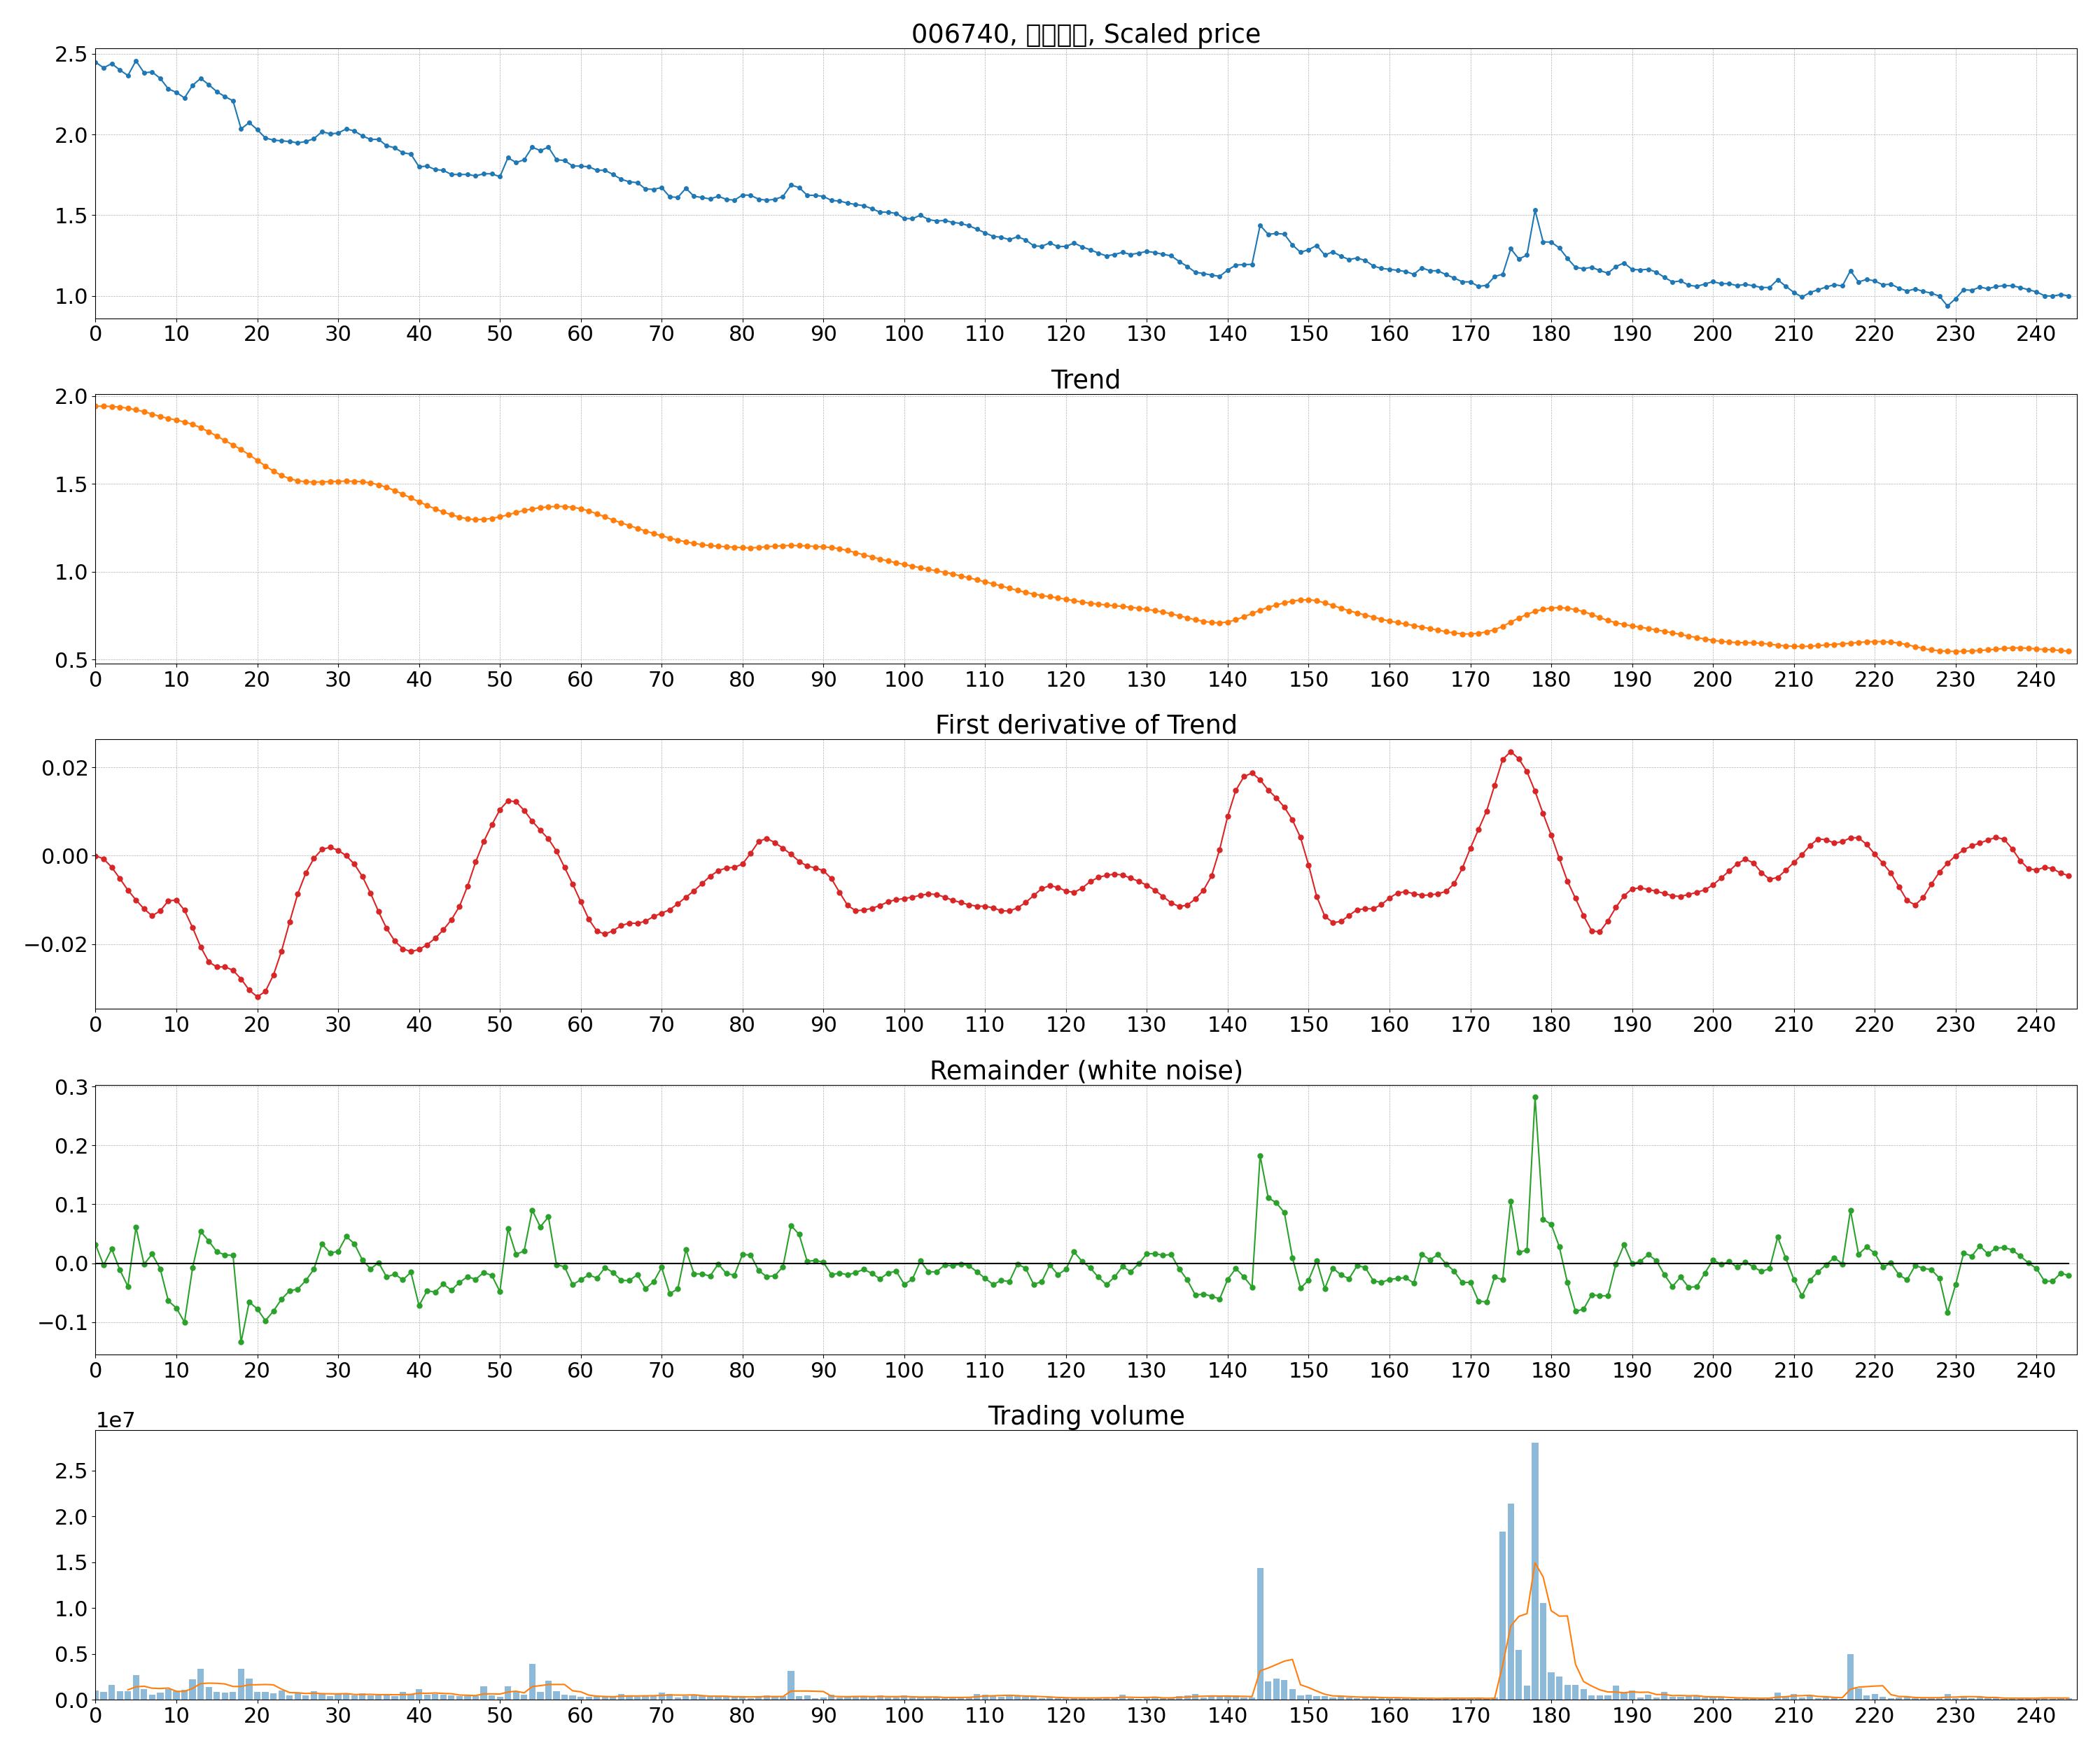 006740, □□□□, Scaled price
2.5
2.0
1.5
1.0
0 10 20 30 40 50 60 70 80 90 100 110 120 130 140 150 160 170 180 190 200 210 220 230 240
Trend
2.0
1.5
1.0
0.5
0 10 20 30 40 50 60 70 80 90 100 110 120 130 140 150 160 170 180 190 200 210 220 230 240
First derivative of Trend
0.02
0.00
−0.02
0 10 20 30 40 50 60 70 80 90 100 110 120 130 140 150 160 170 180 190 200 210 220 230 240
Remainder (white noise)
0.3
0.2
0.1
0.0
−0.1
0 10 20 30 40 50 60 70 80 90 100 110 120 130 140 150 160 170 180 190 200 210 220 230 240
Trading volume
1e7
2.5
2.0
1.5
1.0
0.5
0.0
0 10 20 30 40 50 60 70 80 90 100 110 120 130 140 150 160 170 180 190 200 210 220 230 240